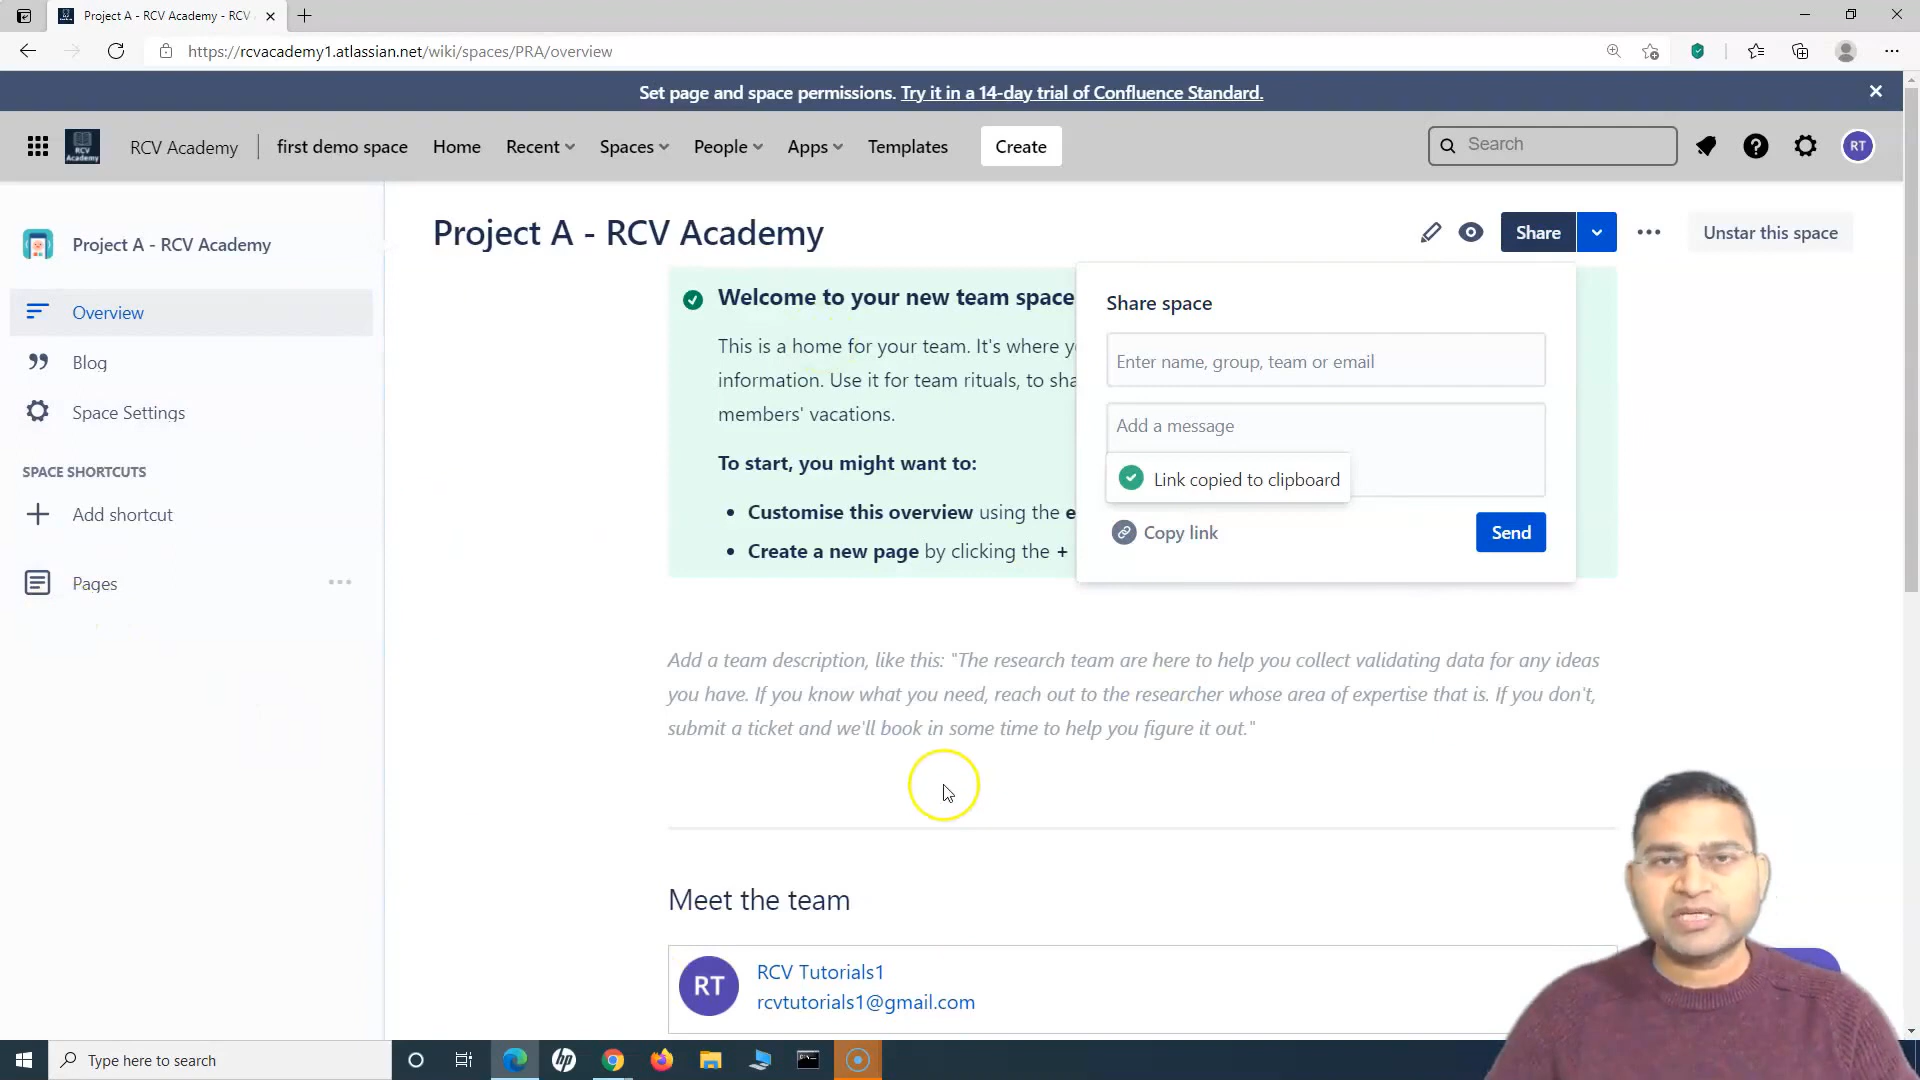 Project A - RCV Academy - RCV
https://rcvacademy1.atlassian.net/wiki/spaces/PRA/overview
Set page and space permissions. Try it in a 14-day trial of Confluence Standard.
RCV Academy
RCV Academy
first demo space
Home
Recent
Spaces
People
Apps
Templates
Create
Search
RT
Project A - RCV Academy
Overview
Blog
Space Settings
SPACE SHORTCUTS
Add shortcut
Pages
Project A - RCV Academy
Share
Unstar this space
Welcome to your new team space
This is a home for your team. It's where y
information. Use it for team rituals, to sha
members' vacations.
To start, you might want to:
Customise this overview using the e
Create a new page by clicking the +
Share space
Enter name, group, team or email
Add a message
Link copied to clipboard
Copy link
Send
Add a team description, like this: "The research team are here to help you collect validating data for any ideas
you have. If you know what you need, reach out to the researcher whose area of expertise that is. If you don't,
submit a ticket and we'll book in some time to help you figure it out."
Meet the team
RT
RCV Tutorials1
rcvtutorials1@gmail.com
Type here to search
hp